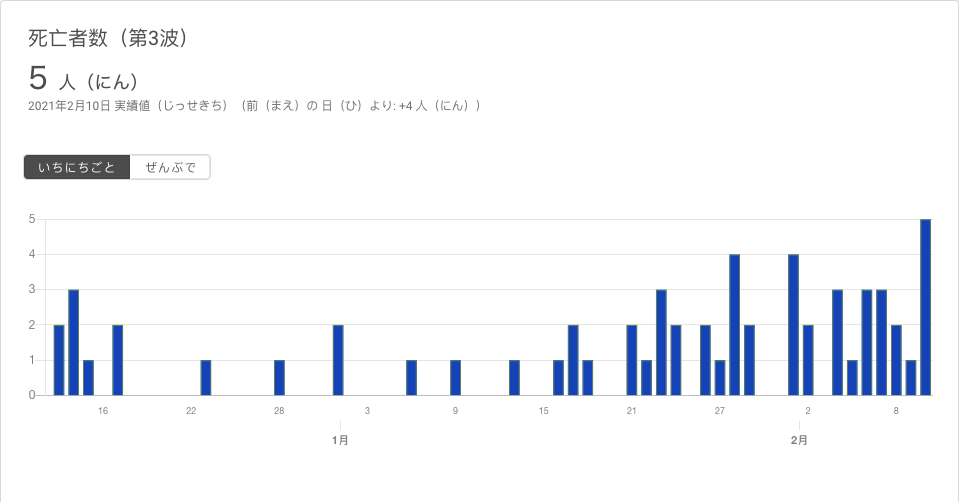 死亡者数（第3波）
5 人（にん）
2021年2月10日 実績値（じっせきち）（前（まえ）の 日（ひ）より: +4 人（にん））
いちにちごと ぜんぶで
5
4
3
2
1
0
16 22 28 3 9 15 21 27 2 8
1月 2月